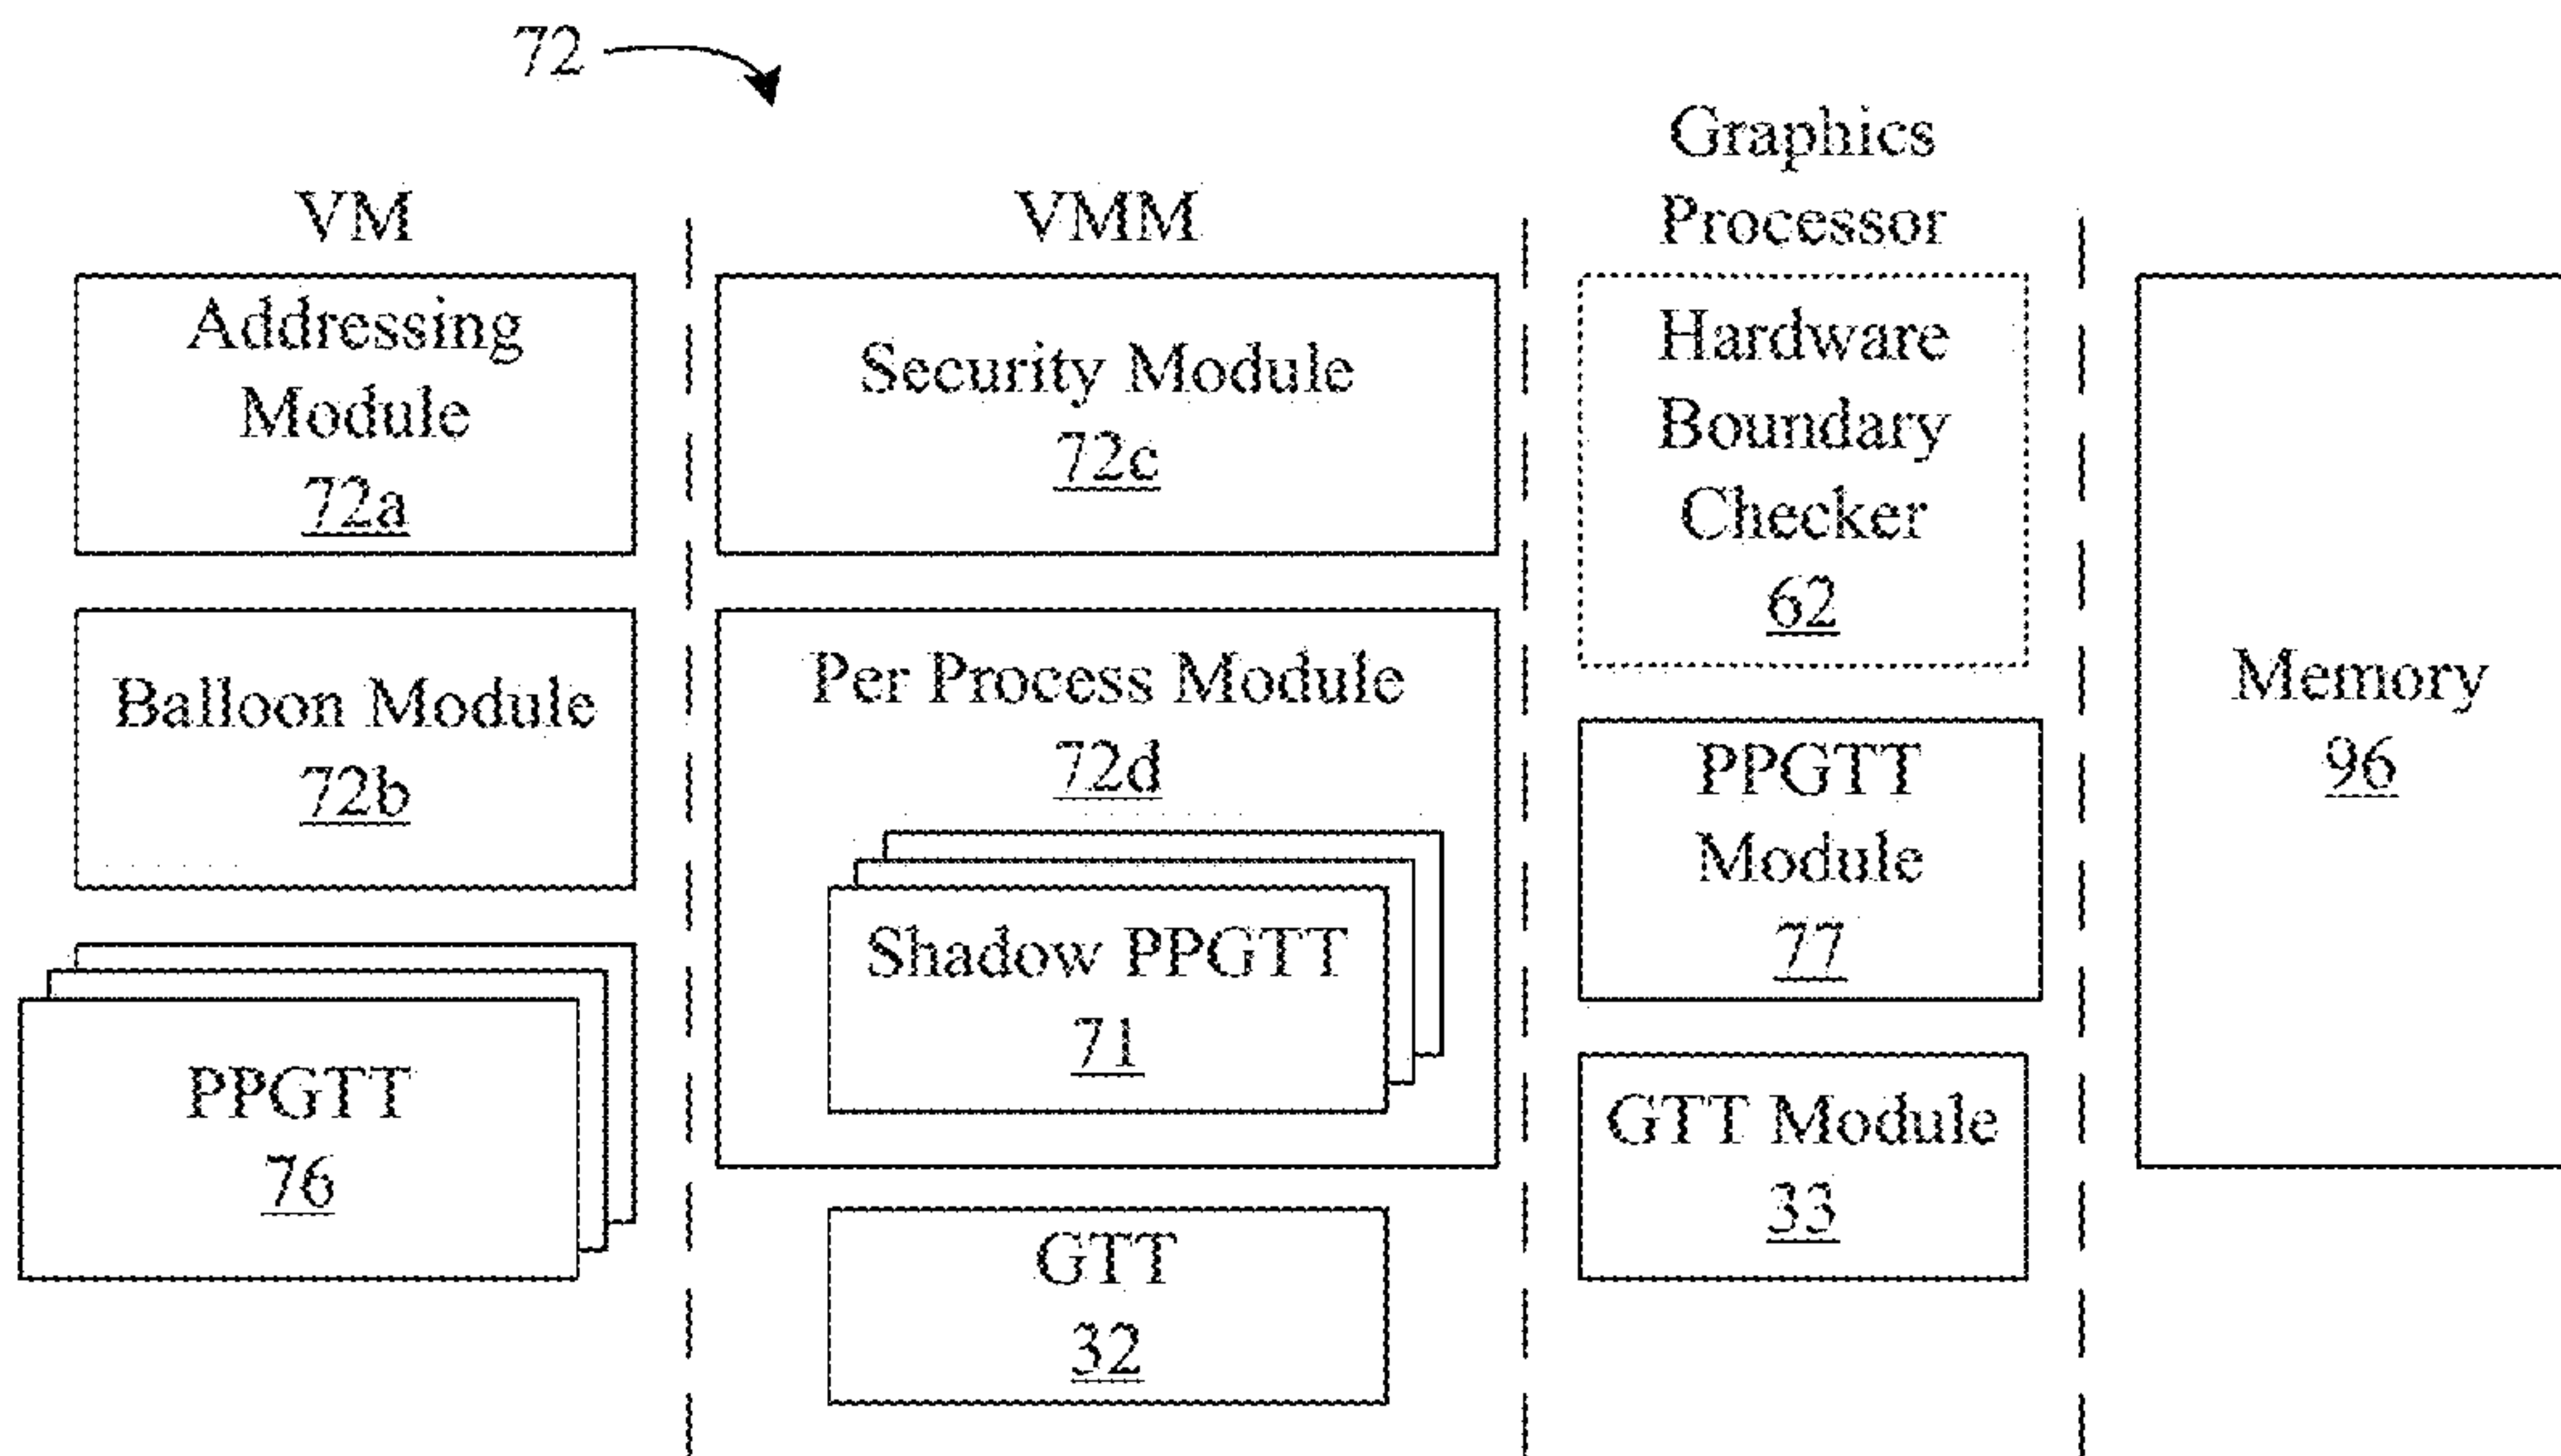 72
VM
Addressing
Module
72a
Balloon Module
72b
PPGTT
76
VMM
Security Module
72c
Per Process Module
72d
Shadow PPGTT
71
GTT
32
Graphics
Processor
Hardware
Boundary
Checker
62
PPGTT
Module
77
GTT Module
33
Memory
96